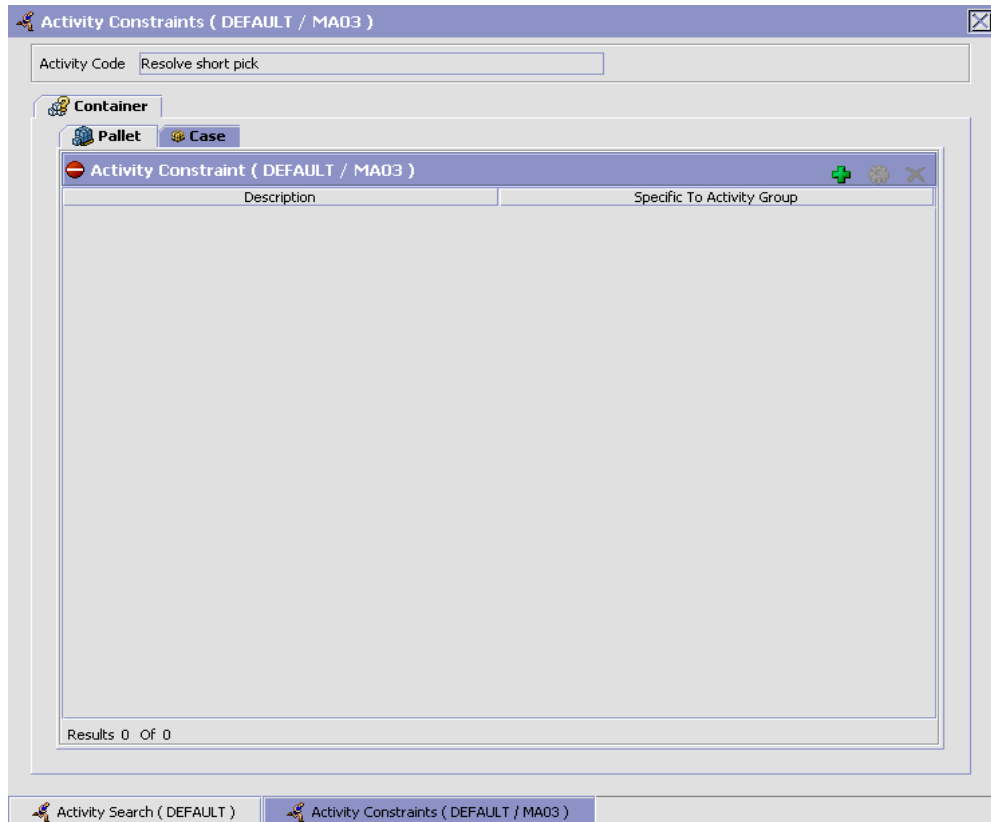 Activity Constraints ( DEFAULT / MA03 )
Activity Code Resolve short pick
Container
Pallet Case
Activity Constraint ( DEFAULT / MA03 )
Description Specific To Activity Group
Results 0 Of 0
Activity Search ( DEFAULT ) Activity Constraints ( DEFAULT / MA03 )